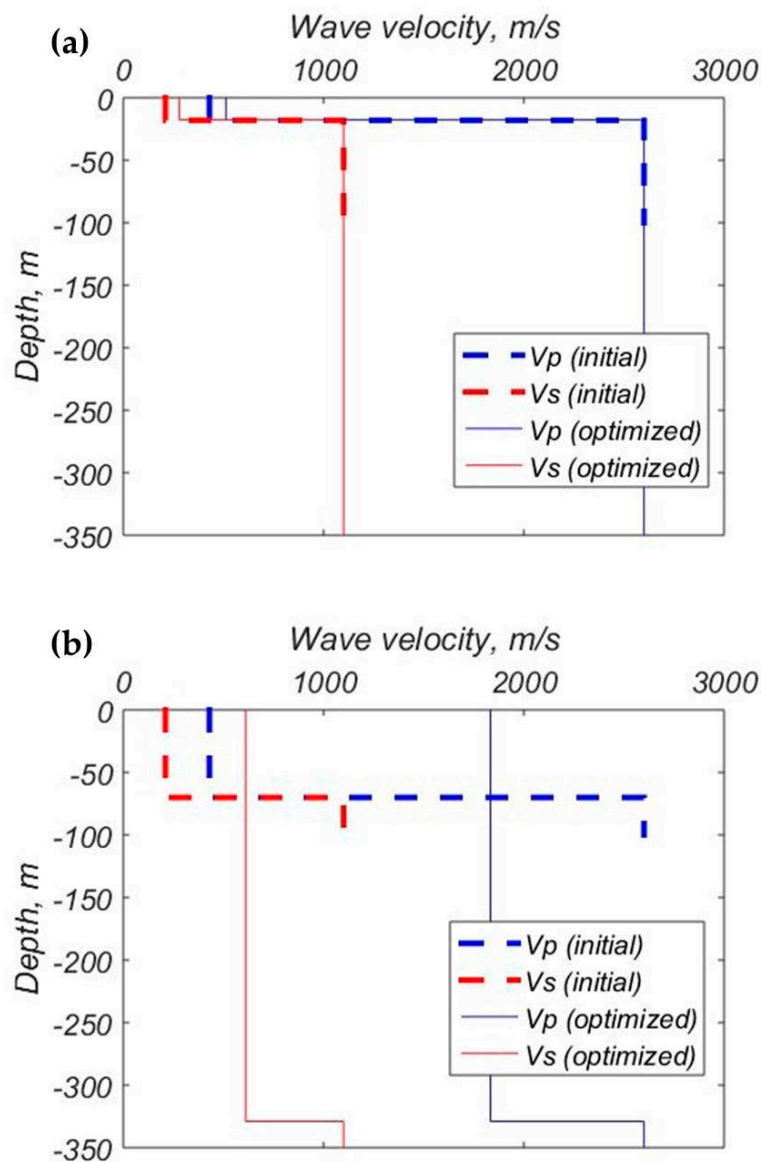 (a)
Wave velocity, m/s
0 1000 2000 3000
Depth, m
0
-50
-100
-150
-200
-250
-300
-350
Vp (initial)
Vs (initial)
Vp (optimized)
Vs (optimized)
(b)
Wave velocity, m/s
0 1000 2000 3000
Depth, m
0
-50
-100
-150
-200
-250
-300
-350
Vp (initial)
Vs (initial)
Vp (optimized)
Vs (optimized)